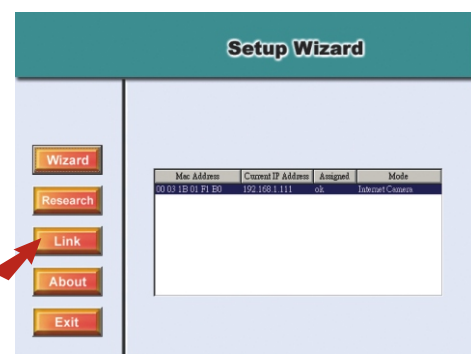 Setup Wizard
Wizard
Research
Link
About
Exit
Mac Address Current IP Address Assigned Mode
00 03 1B 01 F1 B0 192.168.1.111 ok Internet Camera